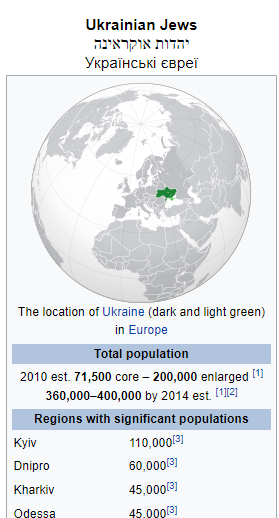 Ukrainian Jews
יהדות אוקראינה
Українські євреї
The location of Ukraine (dark and light green)
in Europe
Total population
2010 est. 71,500 core – 200,000 enlarged [1]
360,000–400,000 by 2014 est. [1][2]
Regions with significant populations
Kyiv 110,000[3]
Dnipro 60,000[3]
Kharkiv 45,000[3]
Odessa 45,000[3]